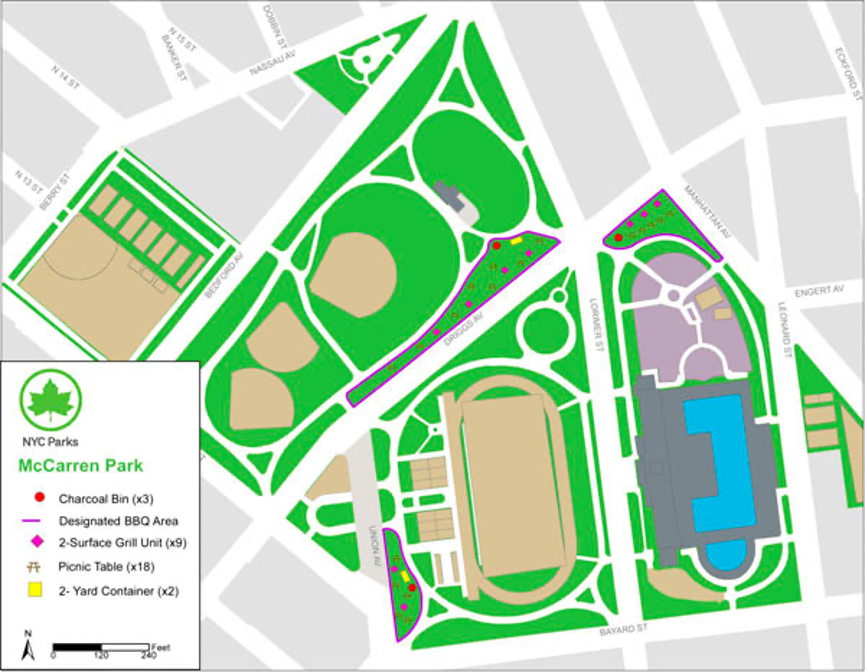 DOBBIN ST
N 15 ST
BANKER ST
NASSAU AV
N 14 ST
ECKFORD ST
N 13 ST
BERRY ST
MANHATTAN AV
BEDFORD AV
ENGERT AV
DRIGGS AV
LORIMER ST
LEONARD ST
UNION AV
BAYARD ST
NYC Parks
McCarren Park
Charcoal Bin (x3)
Designated BBQ Area
2-Surface Grill Unit (x9)
Picnic Table (x18)
2- Yard Container (x2)
N
Feet
0 120 240